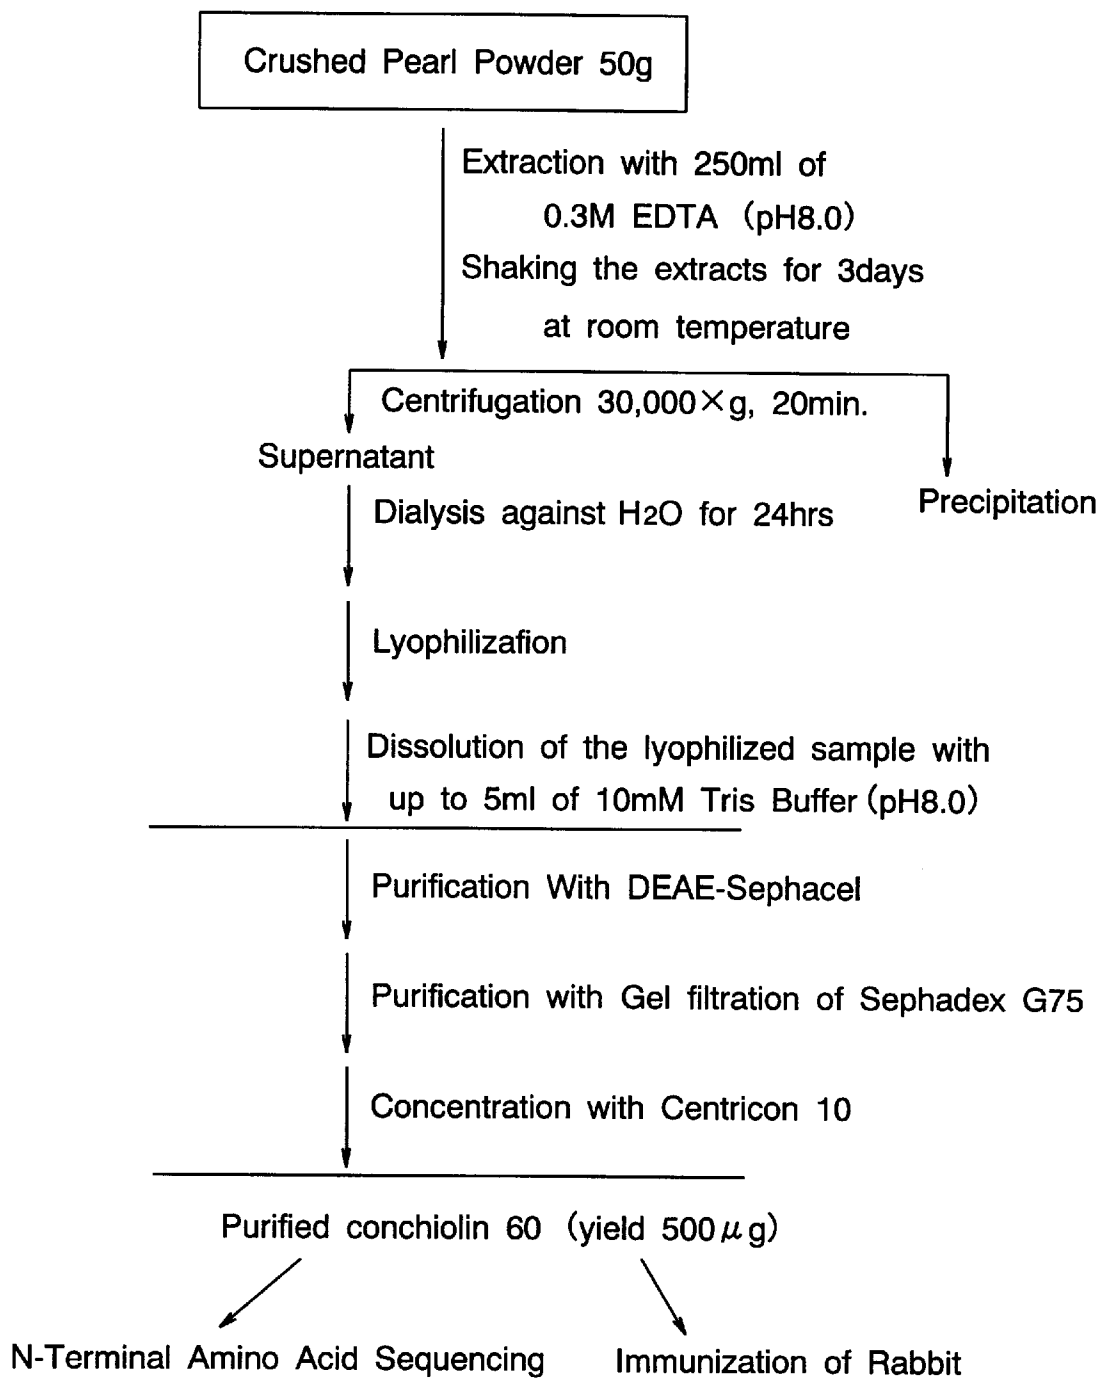 Crushed Pearl Powder 50g
Extraction with 250ml of
0.3M EDTA (pH8.0)
Shaking the extracts for 3days
at room temperature
Centrifugation 30,000×g, 20min.
Supernatant
Precipitation
Dialysis against H2O for 24hrs
Lyophilizafion
Dissolution of the lyophilized sample with
up to 5ml of 10mM Tris Buffer (pH8.0)
Purification With DEAE-Sephacel
Purification with Gel filtration of Sephadex G75
Concentration with Centricon 10
Purified conchiolin 60 (yield 500μg)
N-Terminal Amino Acid Sequencing
Immunization of Rabbit